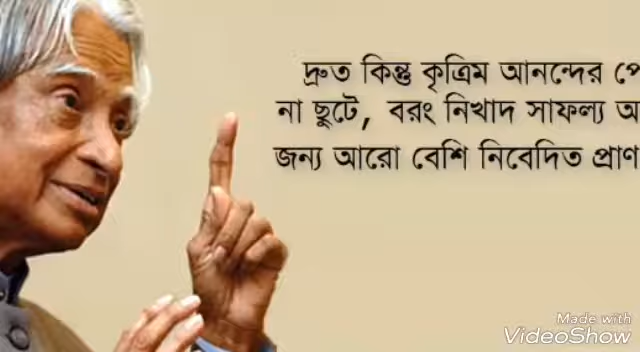 দ্রুত কিন্তু কৃত্রিম আনন্দের
না ছুটে, বরং নিখাদ সাফল্য
জন্য আরো বেশি নিবেদিত প্রাণ
Made with
VideoShow